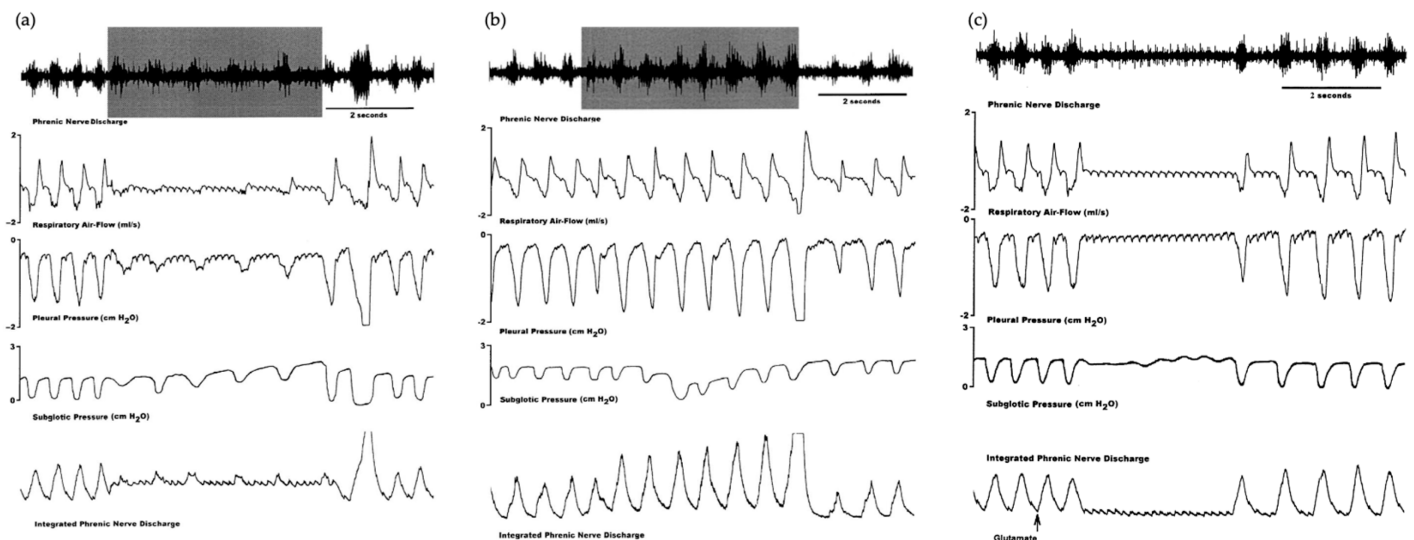 (a)
2 seconds
Phrenic Nerve Discharge
2
−2
Respiratory Air-Flow (ml/s)
0
−2
Pleural Pressure (cm H2O)
3
0
Subglotic Pressure (cm H2O)
Integrated Phrenic Nerve Discharge
(b)
2 seconds
Phrenic Nerve Discharge
2
-2
Respiratory Air-Flow (ml/s)
0
-2
Pleural Pressure (cm H2O)
3
0
Subglotic Pressure (cm H2O)
Integrated Phrenic Nerve Discharge
(c)
2 seconds
Phrenic Nerve Discharge
2
-2
Respiratory Air-Flow (ml/s)
0
-2
Pleural Pressure (cm H2O)
3
0
Subglotic Pressure (cm H2O)
Integrated Phrenic Nerve Discharge
Glutamate